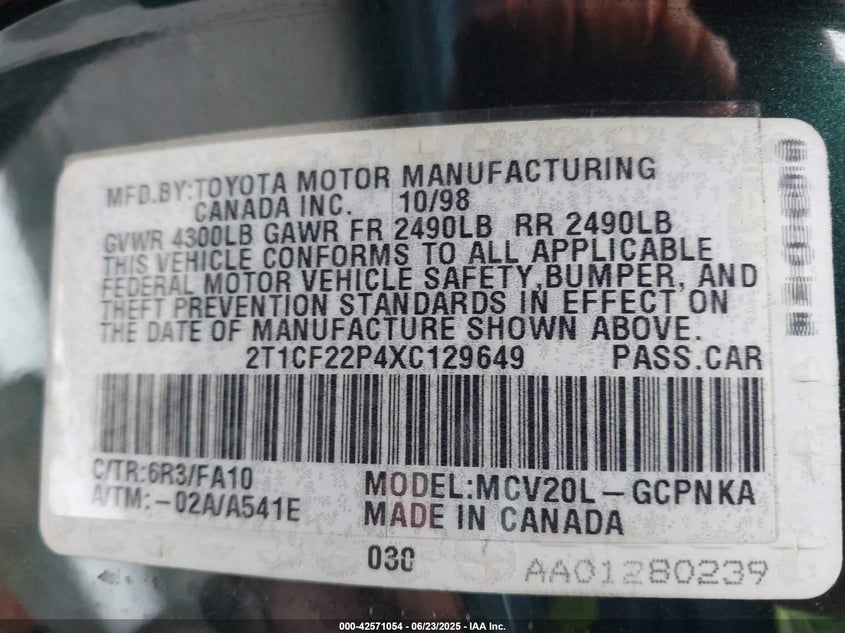 MFD.BY:TOYOTA MOTOR MANUFACTURING
CANADA INC. 10/98
GVWR 4300LB GAWR FR 2490LB RR 2490LB
THIS VEHICLE CONFORMS TO ALL APPLICABLE
FEDERAL MOTOR VEHICLE SAFETY,BUMPER, AND
THEFT PREVENTION STANDARDS IN EFFECT ON
THE DATE OF MANUFACTURE SHOWN ABOVE.
2T1CF22P4XC129649 PASS.CAR
C/TR:6R3/FA10
A/TM:-02A/A541E
MODEL:MCV20L-GCPNKA
MADE IN CANADA
030
AA01280239
000-42571054 - 06/23/2025 - IAA Inc.